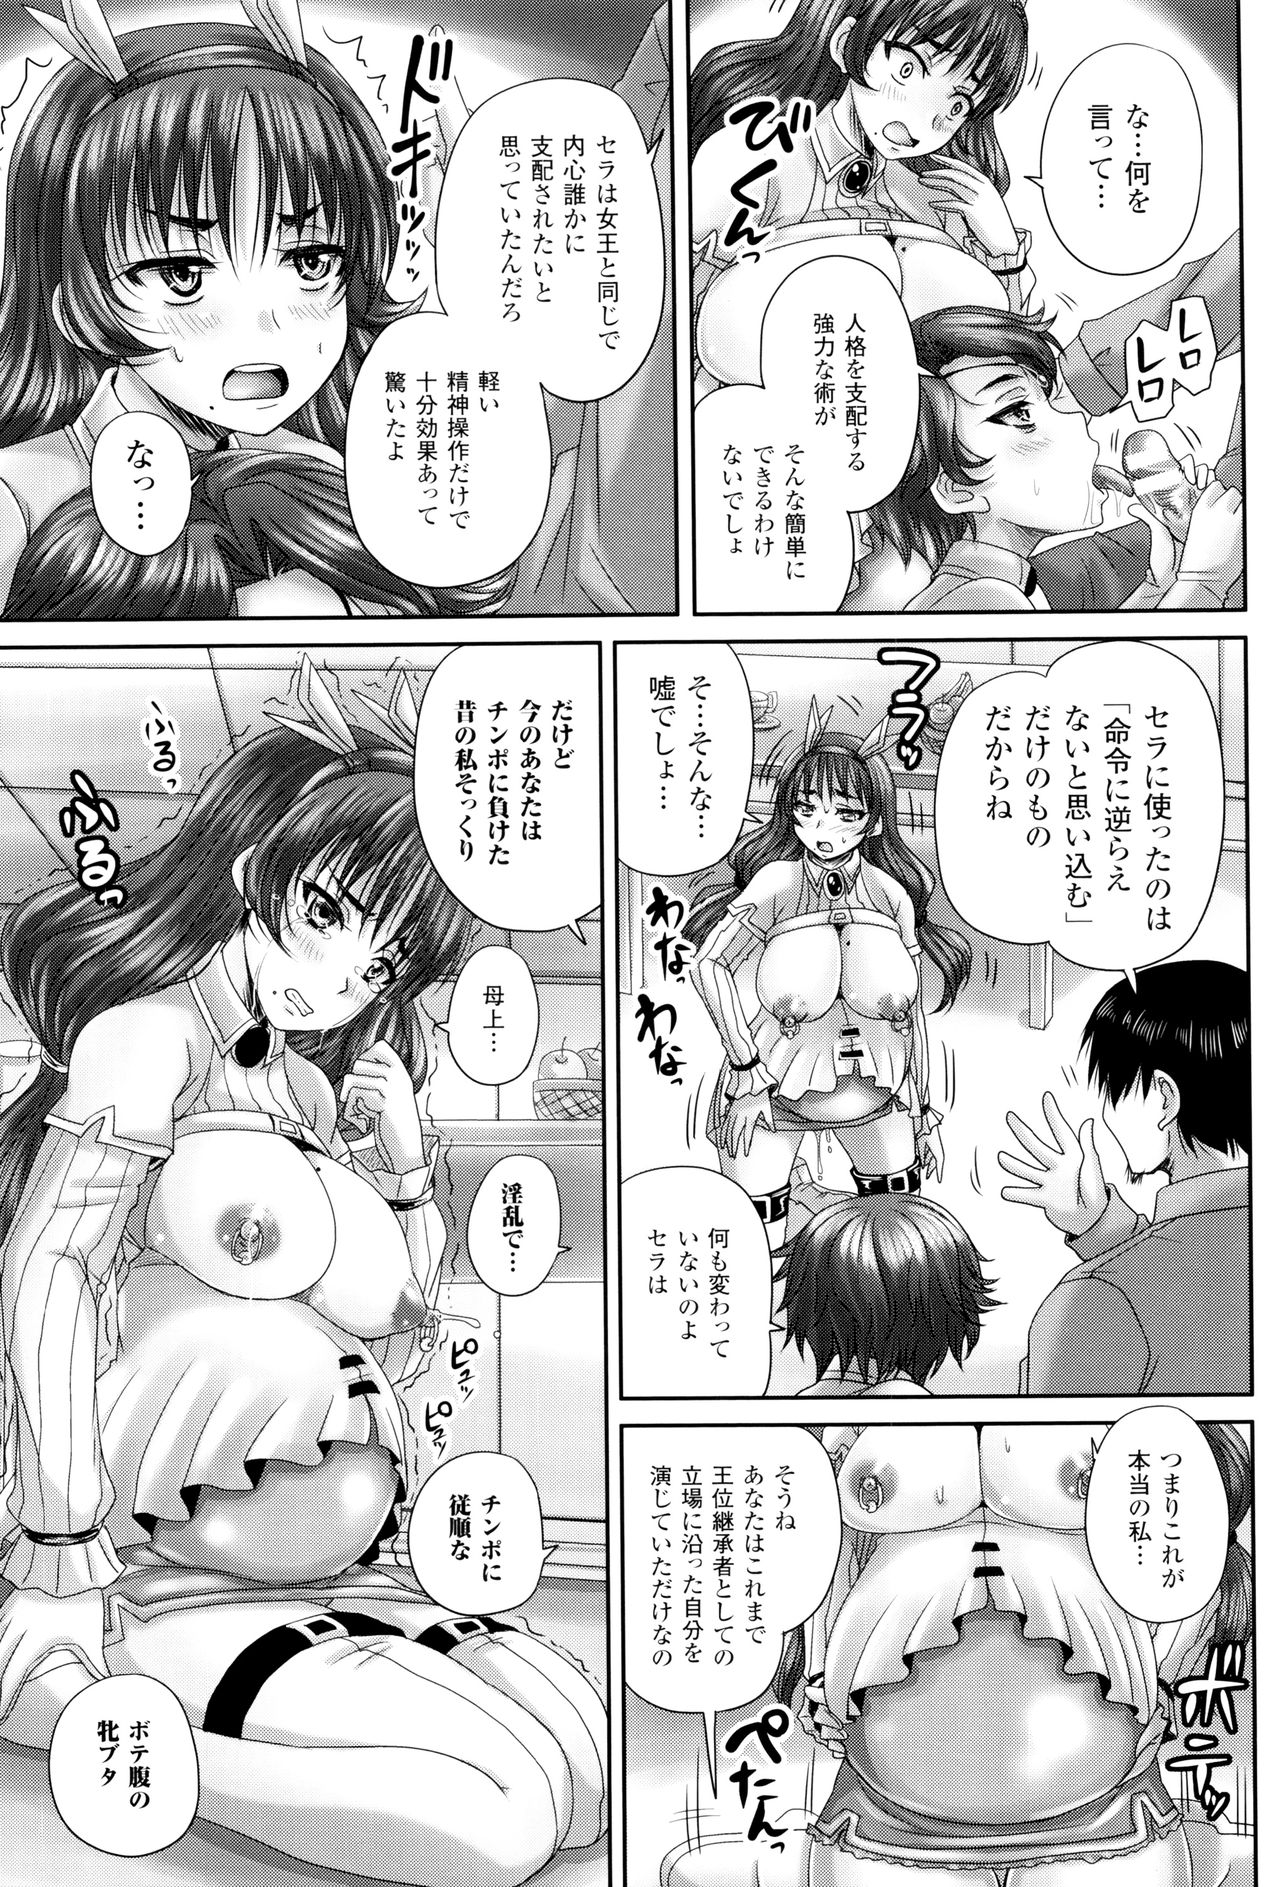 な…何を
言って…
びくんっ
レロ
レロ
人格を支配する
強力な術が
そんな簡単に
できるわけ
ないでしょ
セラは女王と同じで
内心誰かに
支配されたいと
思っていたんだろ
ドキッッッ
軽い
精神操作だけで
十分効果あって
驚いたよ
なっ…
セラに使ったのは
「命令に逆らえ
ないと思い込む」
だけのもの
だからね
フラッ
そ…そんな…
嘘でしょ…
わなっ
わなっ
何も変わって
いないのよ
セラは
つまりこれが
本当の私…
ボテッ
そうね
あなたはこれまで
王位継承者としての
立場に沿った自分を
演じていただけなの
ぺたんっ
だけど
今のあなたは
チンポに負けた
昔の私そっくり
ふるっ
ふるっ
母上…
淫乱で…
ピュッ
ピュッ
チンポに
従順な
ボテ腹の
牝ブタ